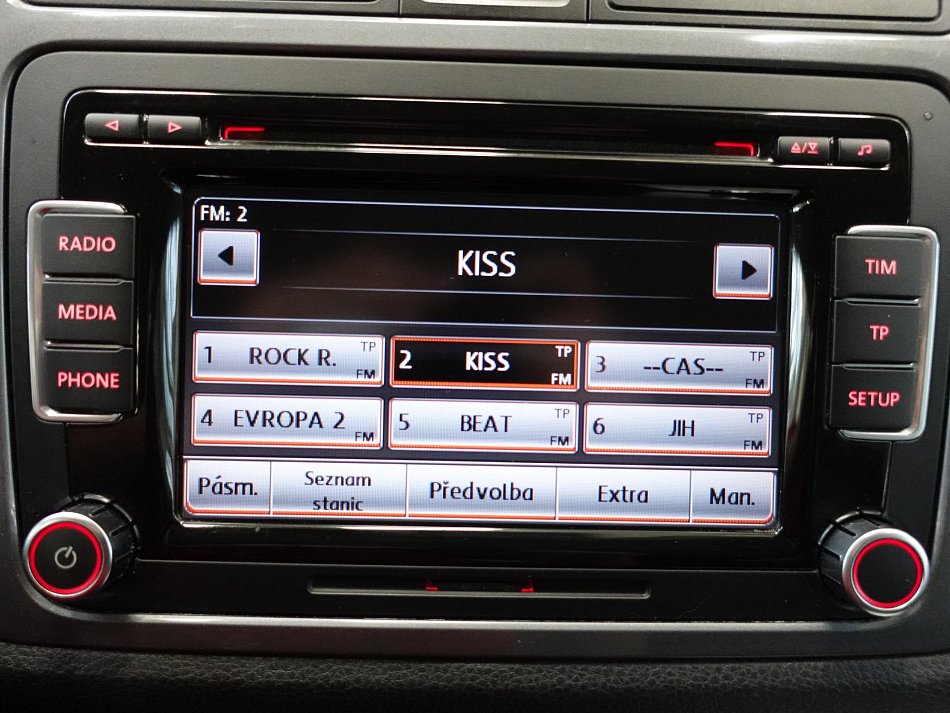 FM: 2
KISS
RADIO
MEDIA
PHONE
TIM
TP
SETUP
1 ROCK R. TP FM
2 KISS TP FM
3 --CAS-- TP FM
4 EVROPA 2 FM
5 BEAT TP FM
6 JIH TP FM
Pásm.
Seznam
stanic
Předvolba
Extra
Man.